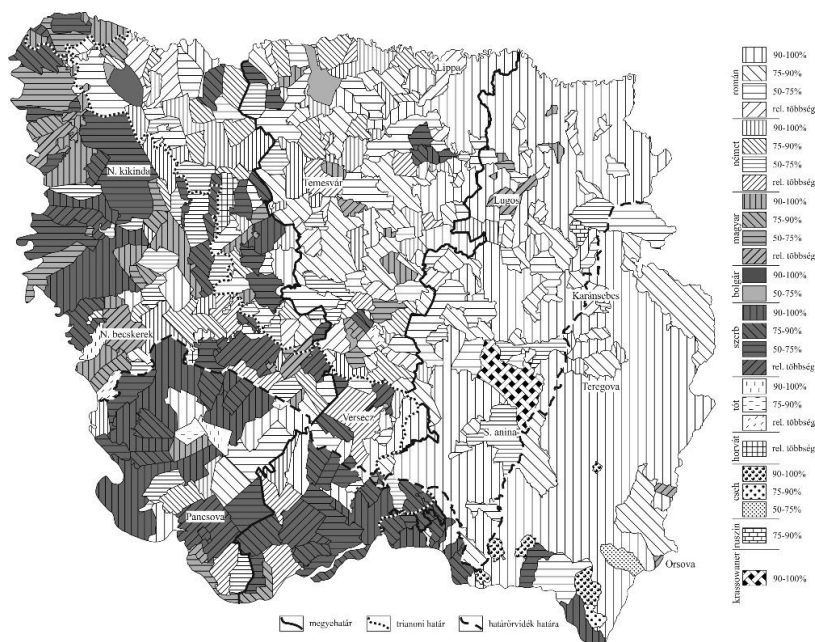 Lippa
N. kikinda
Temesvár
Lugos
Karánsebes
N. becskerek
Teregova
Versecz
S. anina
Pancsova
Orsova
megyehatár
trianoni határ
határőrvidék határa
román
90-100%
75-90%
50-75%
rel. többség
német
90-100%
75-90%
50-75%
rel. többség
magyar
90-100%
75-90%
50-75%
rel. többség
bolgár
90-100%
50-75%
szerb
90-100%
75-90%
50-75%
rel. többség
tót
90-100%
75-90%
rel. többség
horvát
rel. többség
cseh
90-100%
75-90%
50-75%
ruszin
75-90%
krassowaner
90-100%